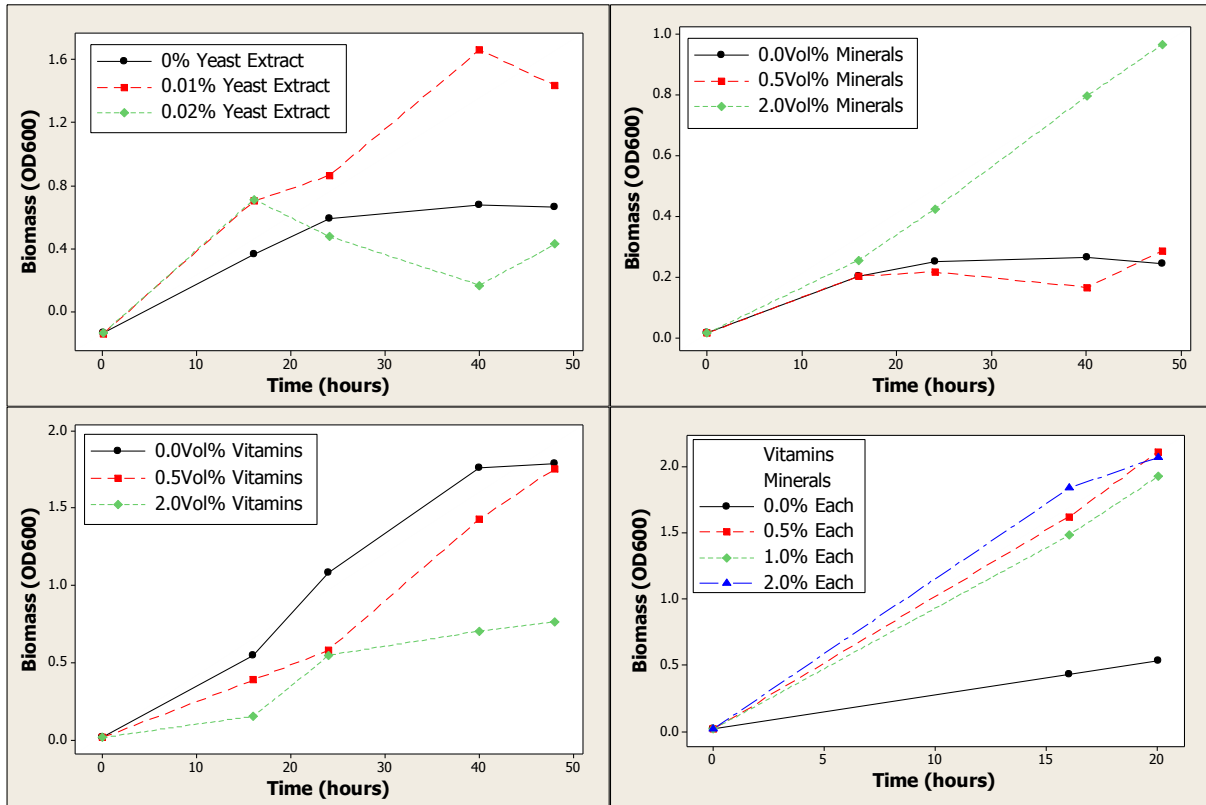 0% Yeast Extract
0.01% Yeast Extract
0.02% Yeast Extract
1.6
1.2
0.8
0.4
0.0
Biomass (OD600)
0 10 20 30 40 50
Time (hours)
0.0Vol% Minerals
0.5Vol% Minerals
2.0Vol% Minerals
1.0
0.8
0.6
0.4
0.2
0.0
Biomass (OD600)
0 10 20 30 40 50
Time (hours)
0.0Vol% Vitamins
0.5Vol% Vitamins
2.0Vol% Vitamins
2.0
1.5
1.0
0.5
0.0
Biomass (OD600)
0 10 20 30 40 50
Time (hours)
Vitamins
Minerals
0.0% Each
0.5% Each
1.0% Each
2.0% Each
2.0
1.5
1.0
0.5
0.0
Biomass (OD600)
0 5 10 15 20
Time (hours)